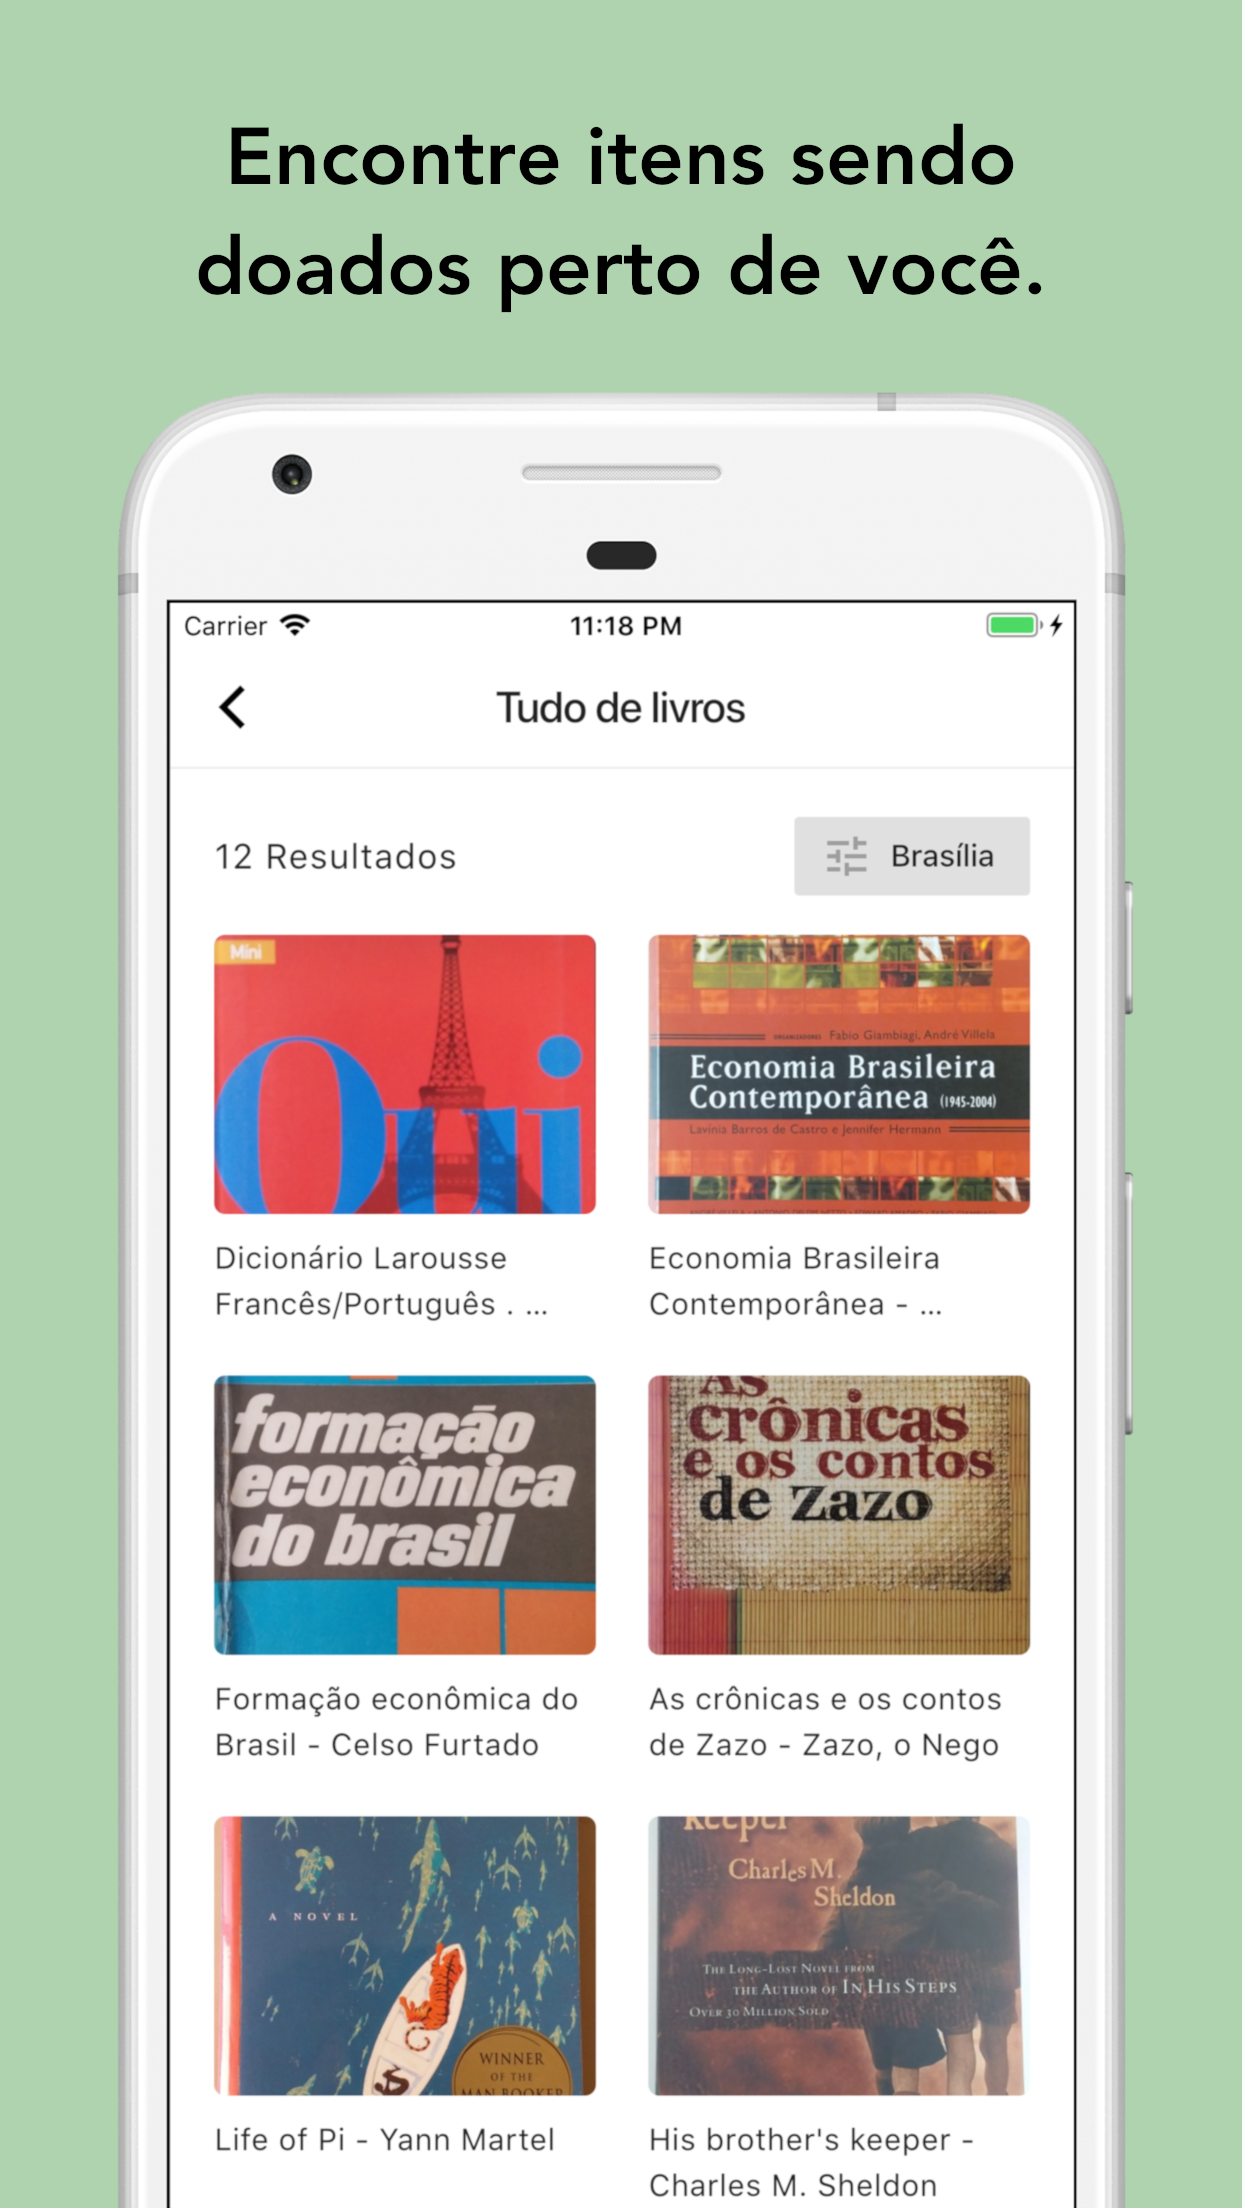 Encontre itens sendo
doados perto de você.
Carrier
11:18 PM
Tudo de livros
12 Resultados
Brasília
Mini
Oui
ORGANIZADORES Fabio Giambiagi, André Villela
Economia Brasileira
Contemporânea (1945-2004)
Lavinia Barros de Castro e Jennifer Hermann
Dicionário Larousse
Francês/Português . ...
Economia Brasileira
Contemporânea - ...
formação
econômica
do brasil
As
crônicas
e os contos
de Zazo
Formação econômica do
Brasil - Celso Furtado
As crônicas e os contos
de Zazo - Zazo, o Nego
A NOVEL
WINNER
OF THE
MAN BOOKER
keeper
Charles M.
Sheldon
The Long-Lost Novel from
the Author of In His Steps
Over 30 Million Sold
Life of Pi - Yann Martel
His brother's keeper -
Charles M. Sheldon